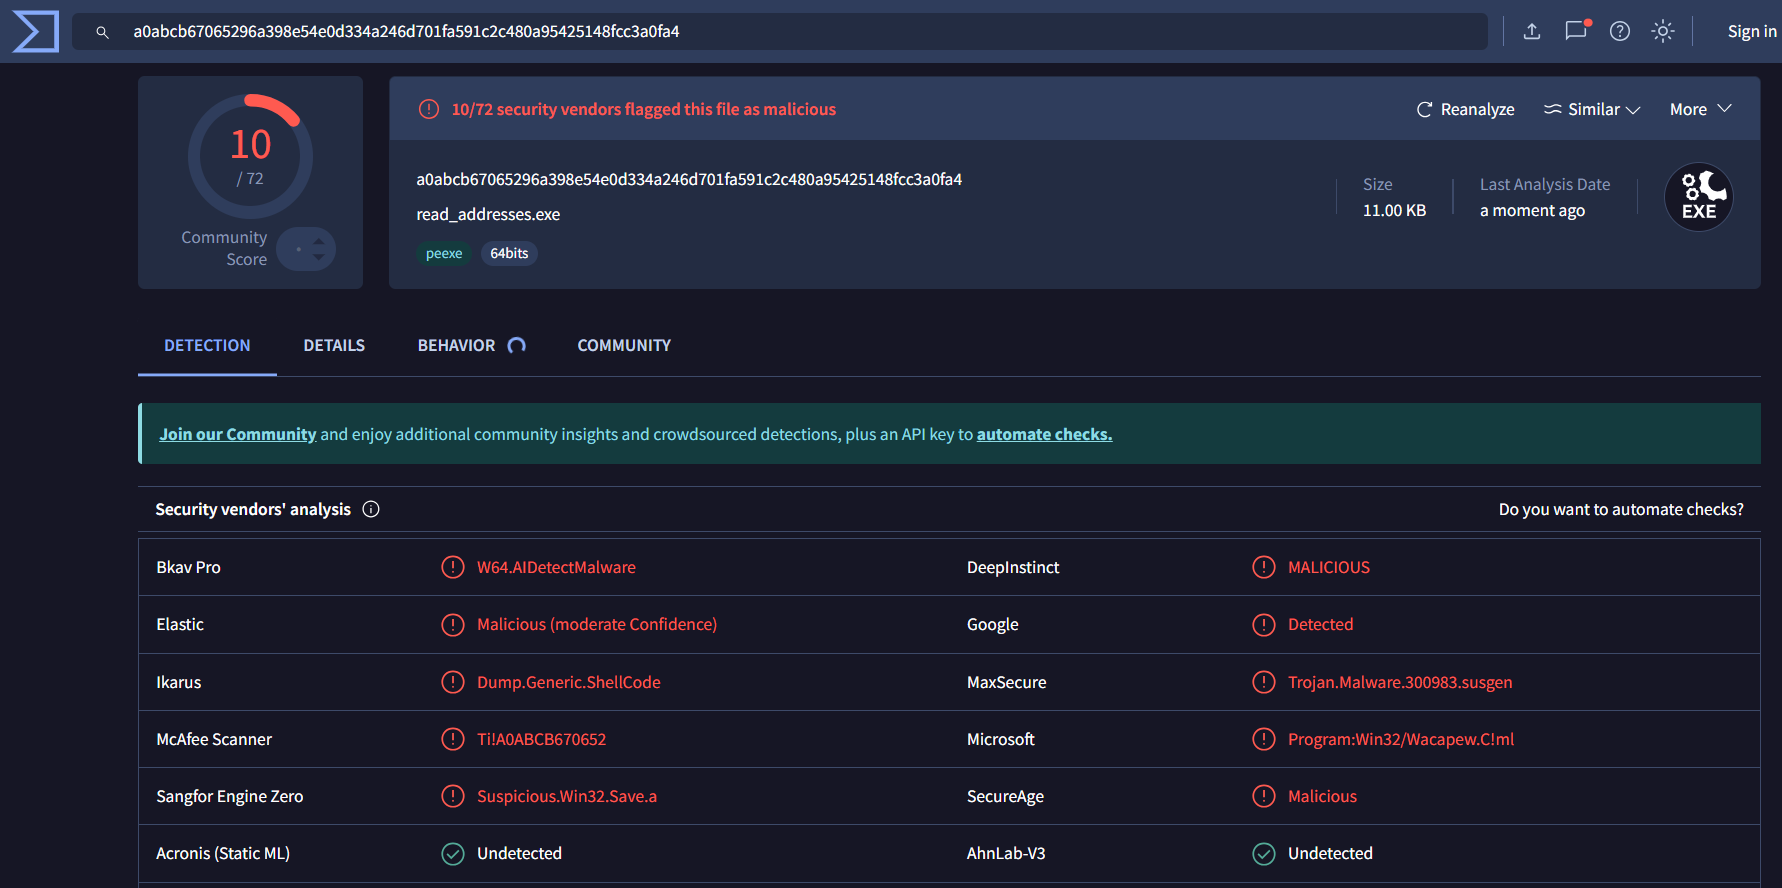 a0abcb67065296a398e54e0d334a246d701fa591c2c480a95425148fcc3a0fa4
Sign in
10
/ 72
Community
Score
10/72 security vendors flagged this file as malicious
Reanalyze
Similar
More
a0abcb67065296a398e54e0d334a246d701fa591c2c480a95425148fcc3a0fa4
read_addresses.exe
peexe
64bits
Size
11.00 KB
Last Analysis Date
a moment ago
EXE
DETECTION
DETAILS
BEHAVIOR
COMMUNITY
Join our Community and enjoy additional community insights and crowdsourced detections, plus an API key to automate checks.
Security vendors' analysis
Do you want to automate checks?
Bkav Pro
W64.AIDetectMalware
DeepInstinct
MALICIOUS
Elastic
Malicious (moderate Confidence)
Google
Detected
Ikarus
Dump.Generic.ShellCode
MaxSecure
Trojan.Malware.300983.susgen
McAfee Scanner
Ti!A0ABCB670652
Microsoft
Program:Win32/Wacapew.C!ml
Sangfor Engine Zero
Suspicious.Win32.Save.a
SecureAge
Malicious
Acronis (Static ML)
Undetected
AhnLab-V3
Undetected